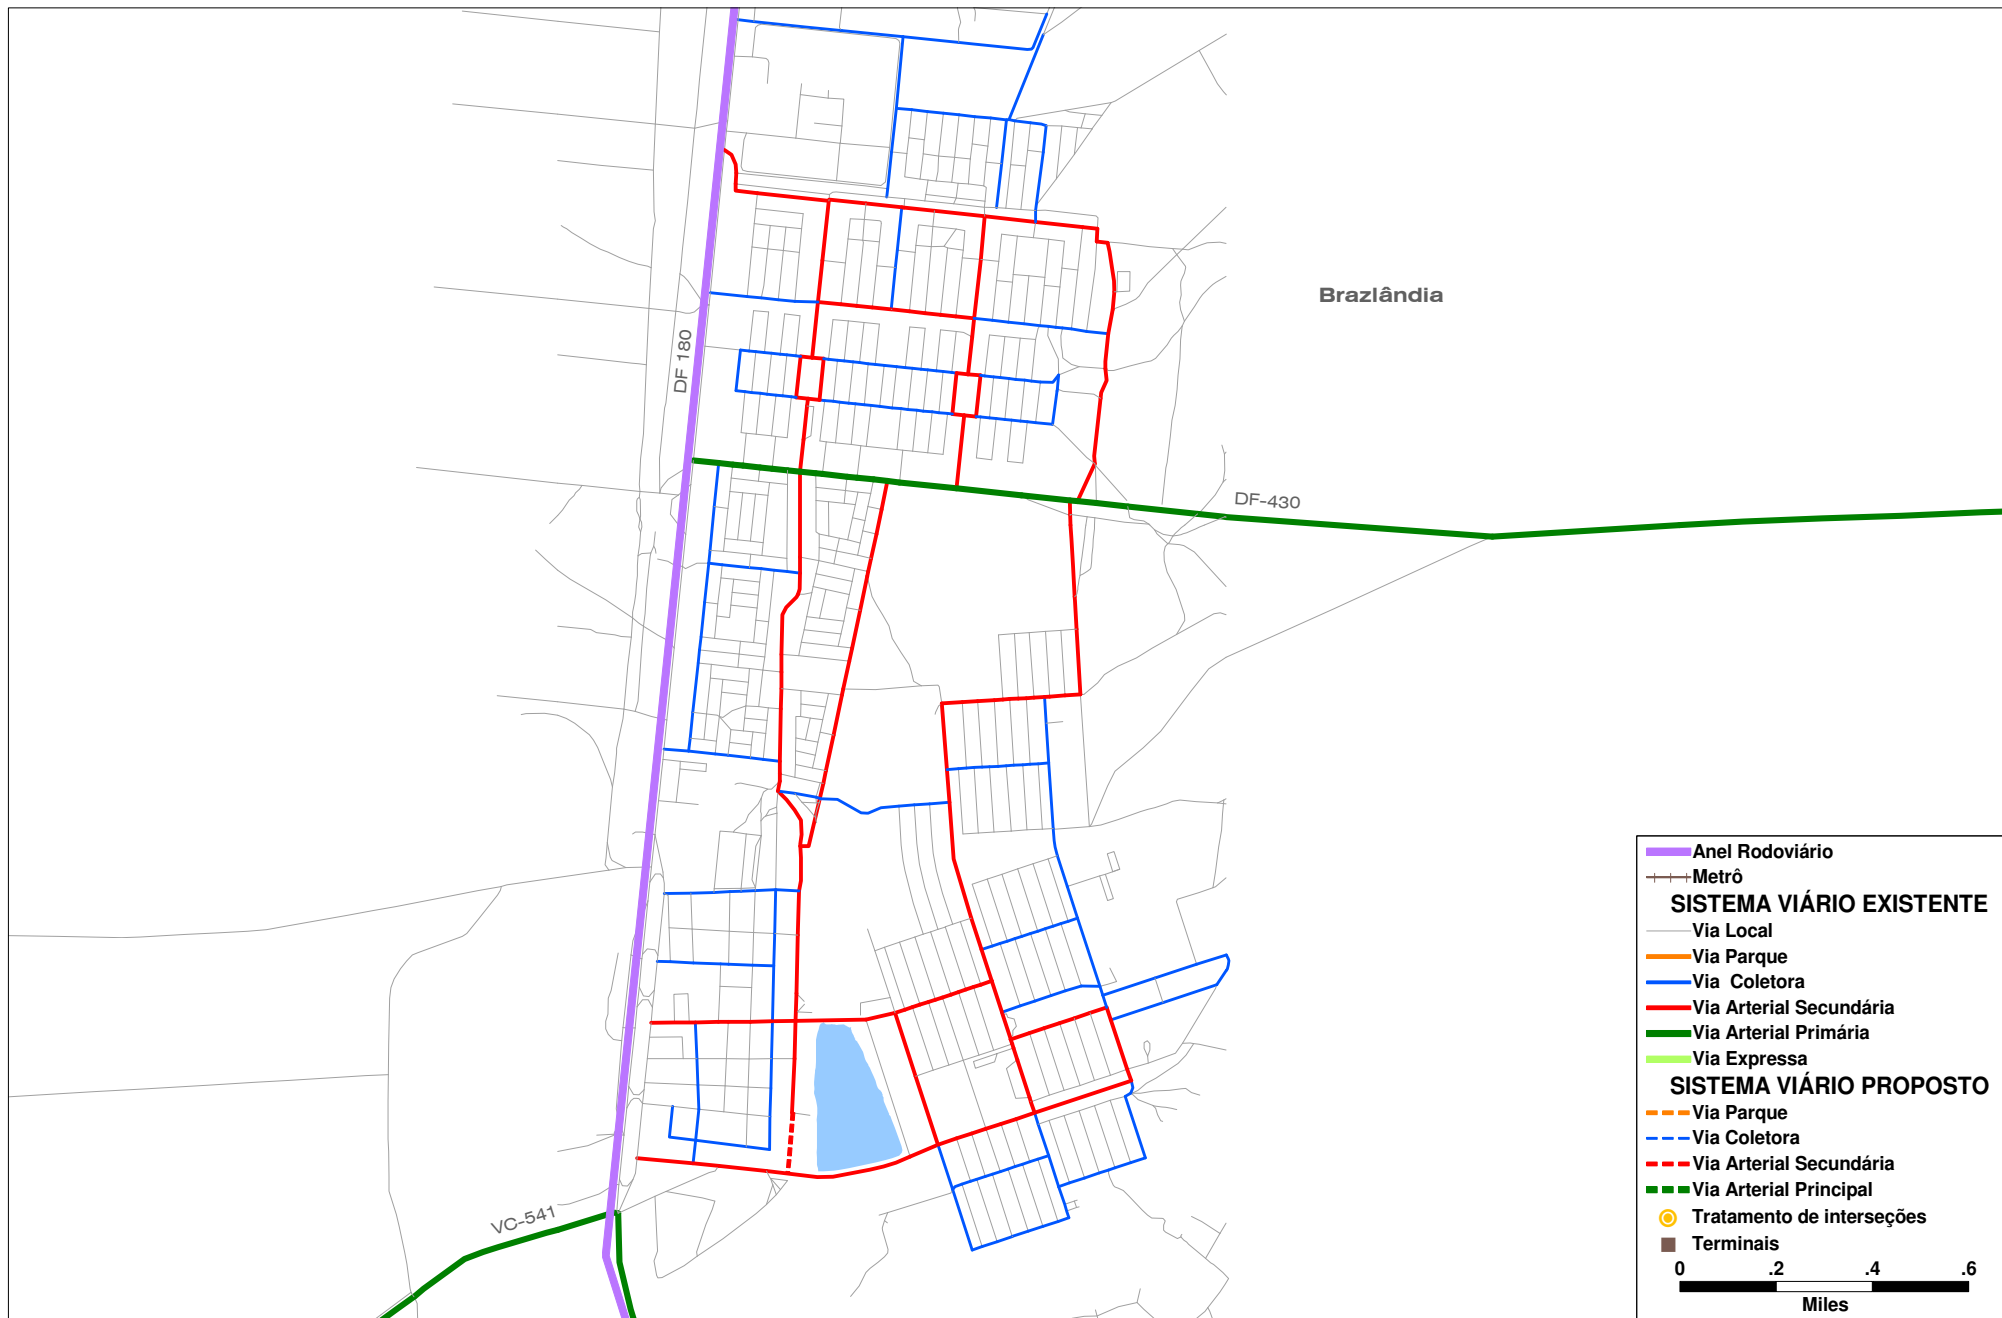 Brazlândia
DF 180
DF-430
VC-541
Anel Rodoviário
Metrô
SISTEMA VIÁRIO EXISTENTE
Via Local
Via Parque
Via Coletora
Via Arterial Secundária
Via Arterial Primária
Via Expressa
SISTEMA VIÁRIO PROPOSTO
Via Parque
Via Coletora
Via Arterial Secundária
Via Arterial Principal
Tratamento de interseções
Terminais
0 .2 .4 .6
Miles